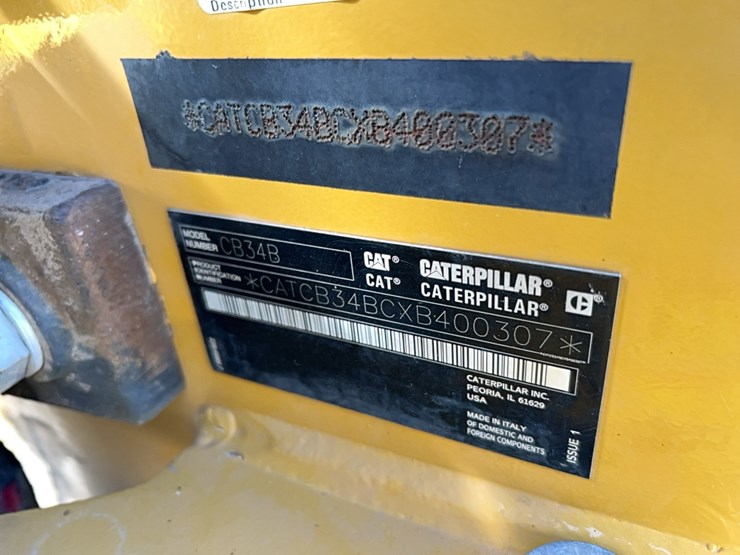 Description
*CATCB34BCXB400307*
MODEL NUMBER CB34B
CAT® CATERPILLAR®
CAT® CATERPILLAR®
PRODUCT IDENTIFICATION NUMBER *CATCB34BCXB400307*
CATERPILLAR INC.
PEORIA, IL 61629
USA
MADE IN ITALY
OF DOMESTIC AND
FOREIGN COMPONENTS
ISSUE 1